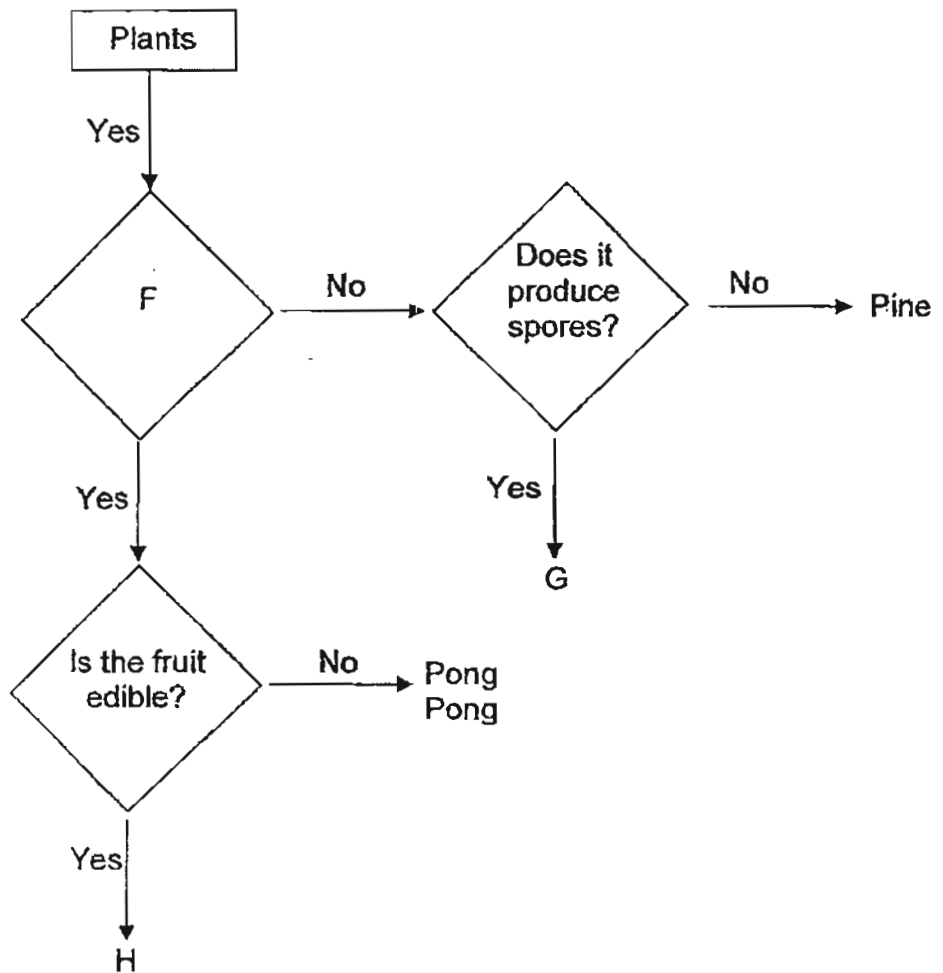 Plants
Yes
F
No
Does it
produce
spores?
No
Pine
Yes
G
Yes
Is the fruit
edible?
No
Pong
Pong
Yes
H